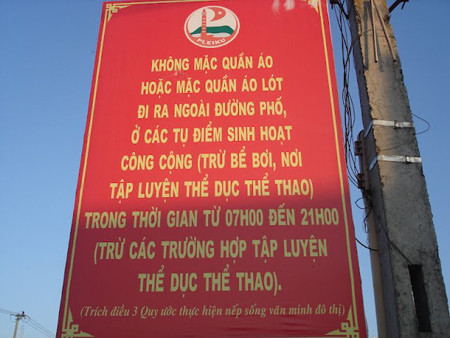 PLEIKU
KHÔNG MẶC QUẦN ÁO
HOẶC MẶC QUẦN ÁO LÓT
ĐI RA NGOÀI ĐƯỜNG PHỐ,
Ở CÁC TỤ ĐIỂM SINH HOẠT
CÔNG CỘNG (TRỪ BỂ BƠI, NƠI
TẬP LUYỆN THỂ DỤC THỂ THAO)
TRONG THỜI GIAN TỪ 07H00 ĐẾN 21H00
(TRỪ CÁC TRƯỜNG HỢP TẬP LUYỆN
THỂ DỤC THỂ THAO).
(Trích điều 3 Quy ước thực hiện nếp sống văn minh đô thị)